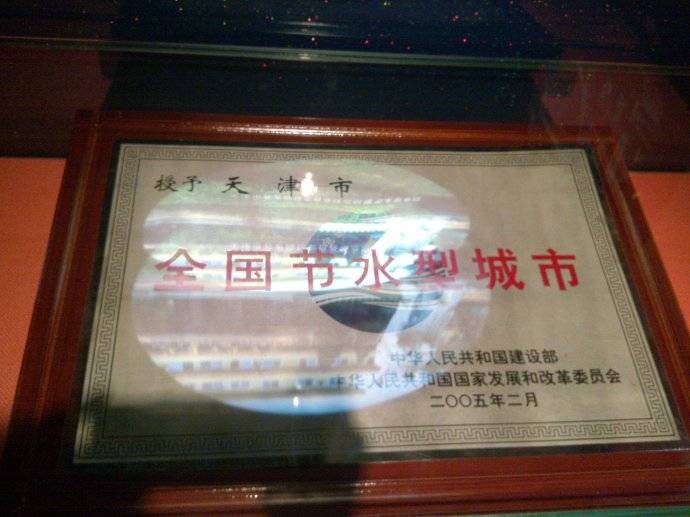 授予 天津市
全国节水型城市
中华人民共和国建设部
中华人民共和国国家发展和改革委员会
二〇〇五年二月